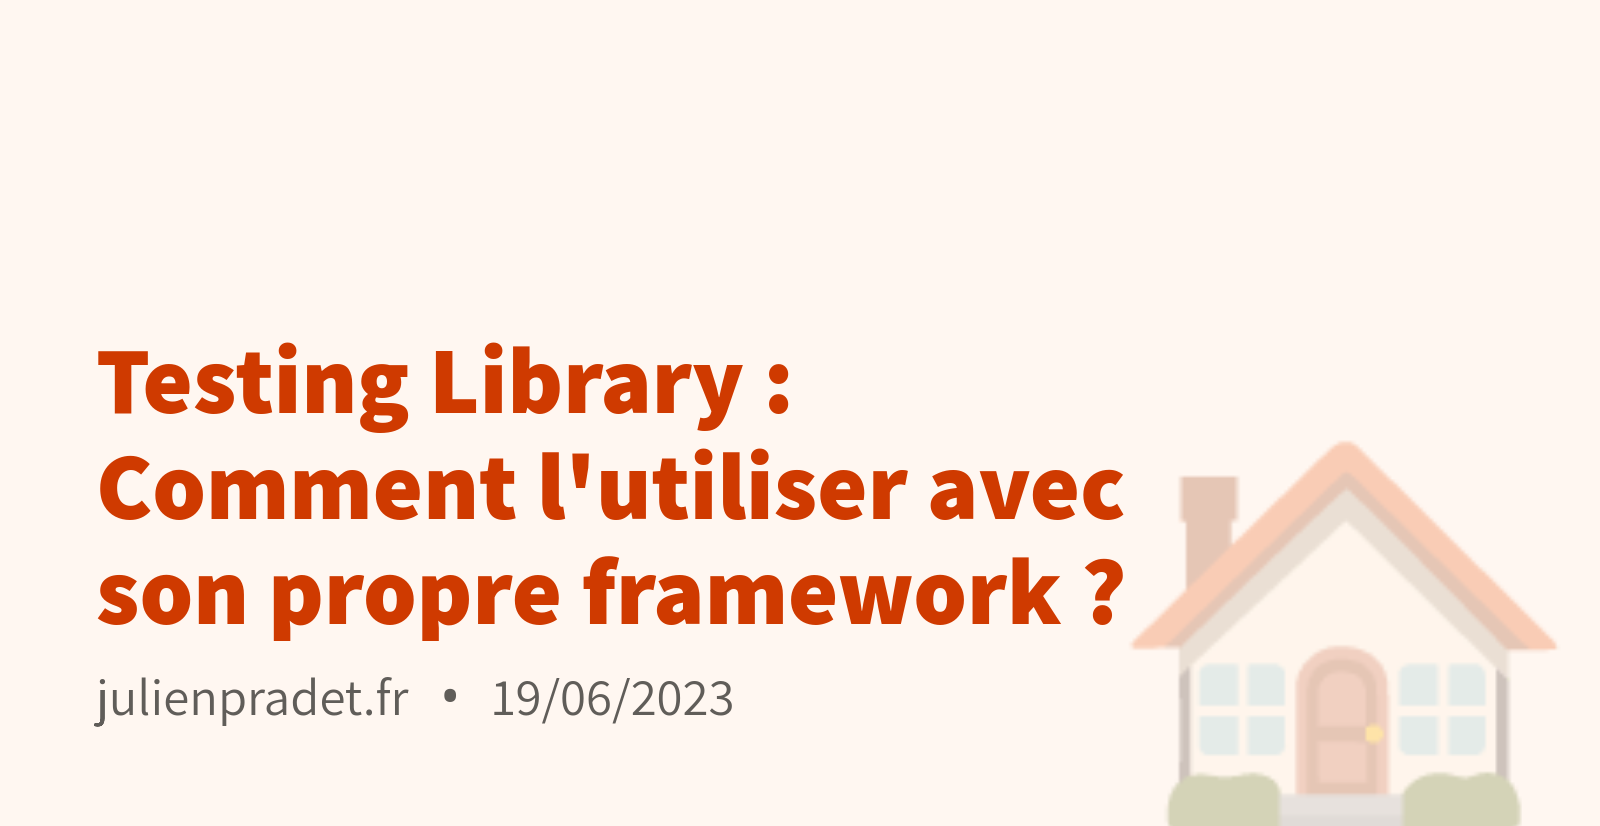 Testing Library :
Comment l'utiliser avec
son propre framework ?
julienpradet.fr • 19/06/2023